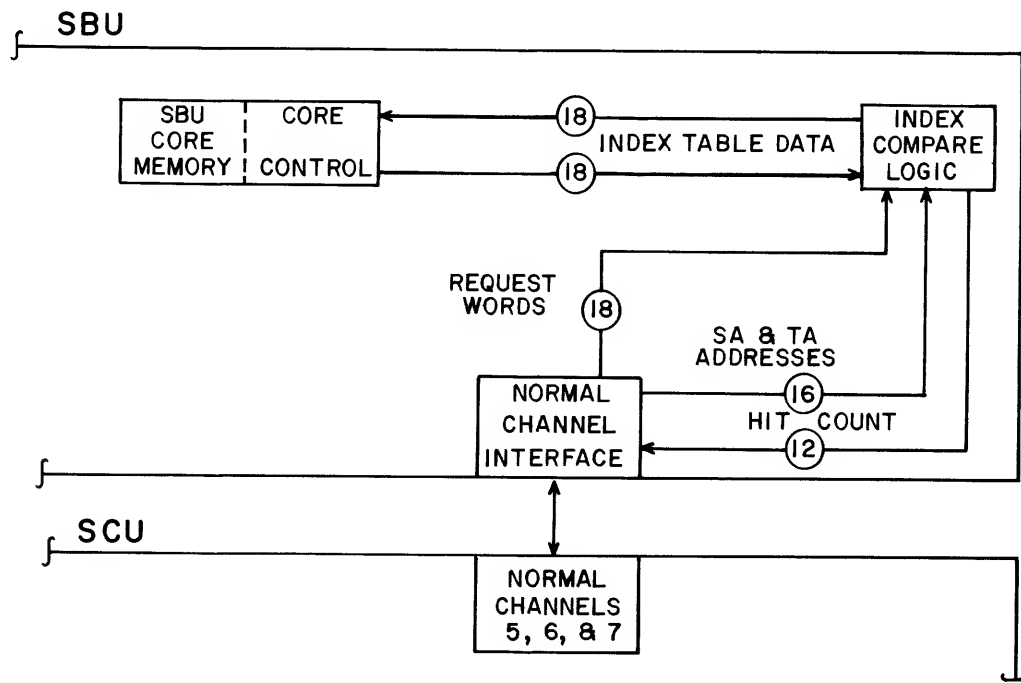 SBU
SBU
CORE
MEMORY
CORE
CONTROL
18
INDEX TABLE DATA
18
INDEX
COMPARE
LOGIC
REQUEST
WORDS
18
SA & TA
ADDRESSES
16
HIT COUNT
12
NORMAL
CHANNEL
INTERFACE
SCU
NORMAL
CHANNELS
5, 6, & 7